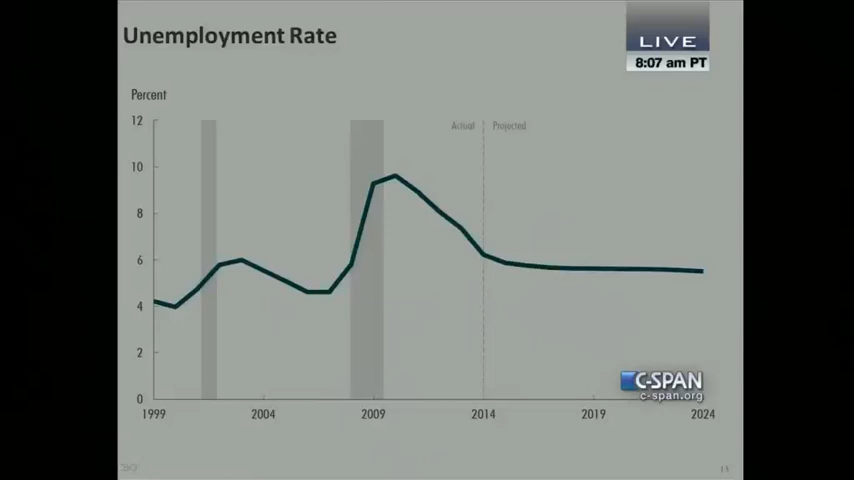 Unemployment Rate
LIVE
8:07 am PT
Percent
12
Actual
Projected
10
8
6
4
2
0
C-SPAN
c-span.org
1999
2004
2009
2014
2019
2024